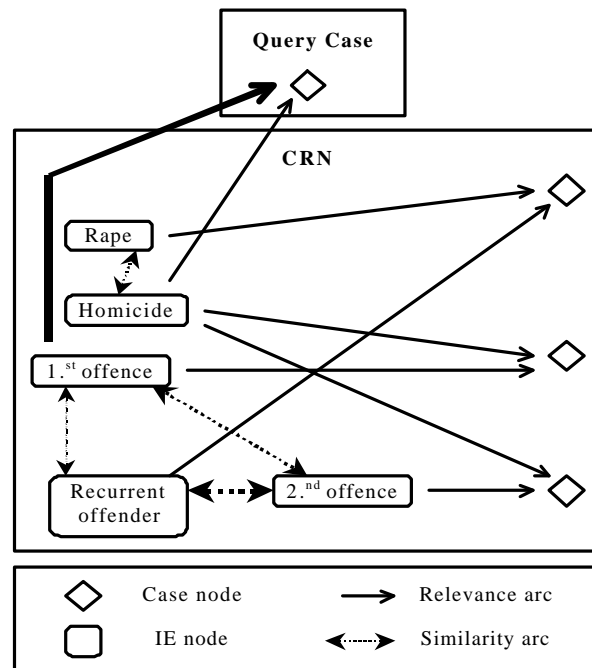 Query Case
CRN
Rape
Homicide
1.st offence
Recurrent
offender
2.nd offence
Case node
Relevance arc
IE node
Similarity arc